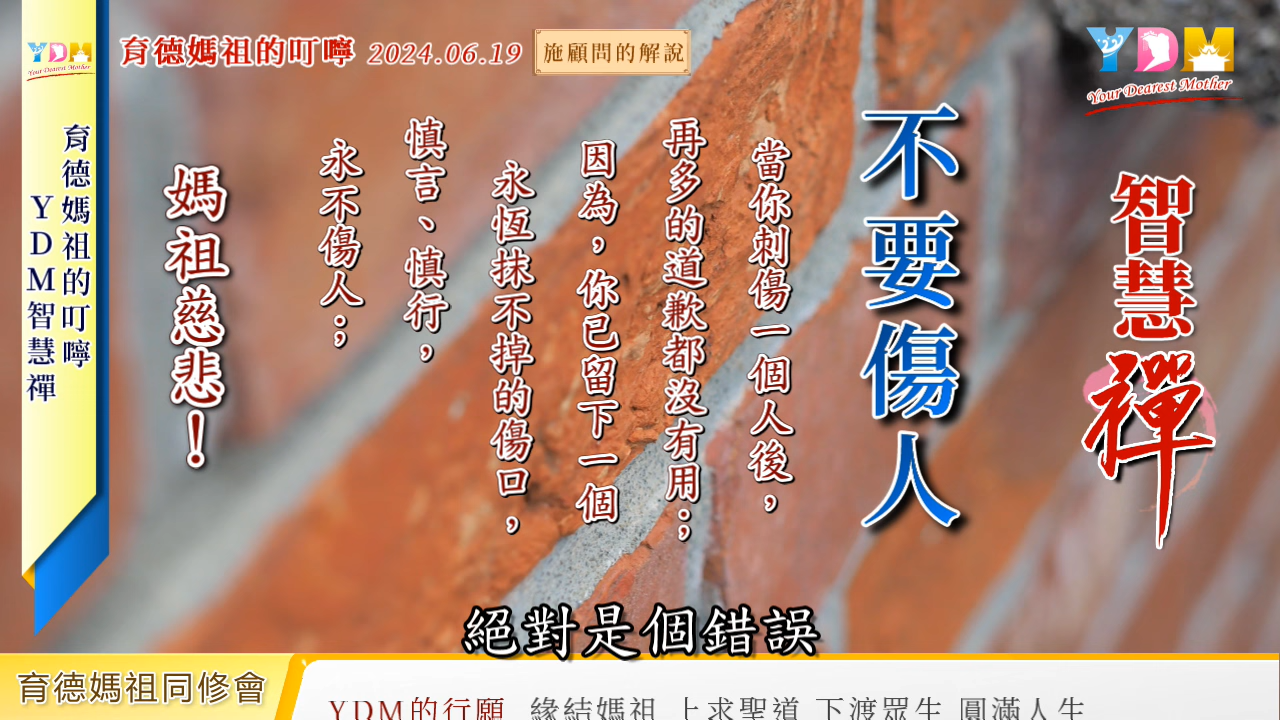 YDM
Your Dearest Mother
育德媽祖的叮嚀
YDM智慧禪
育德媽祖的叮嚀 2024.06.19 施顧問的解說
YDM
Your Dearest Mother
智慧禪
不要傷人
當你刺傷一個人後，
再多的道歉都沒有用；
因為，你已留下一個
永恆抹不掉的傷口，
慎言、慎行，
永不傷人；
媽祖慈悲！
絕對是個錯誤
育德媽祖同修會
YDM的行願 緣結媽祖 上求聖道 下渡眾生 圓滿人生